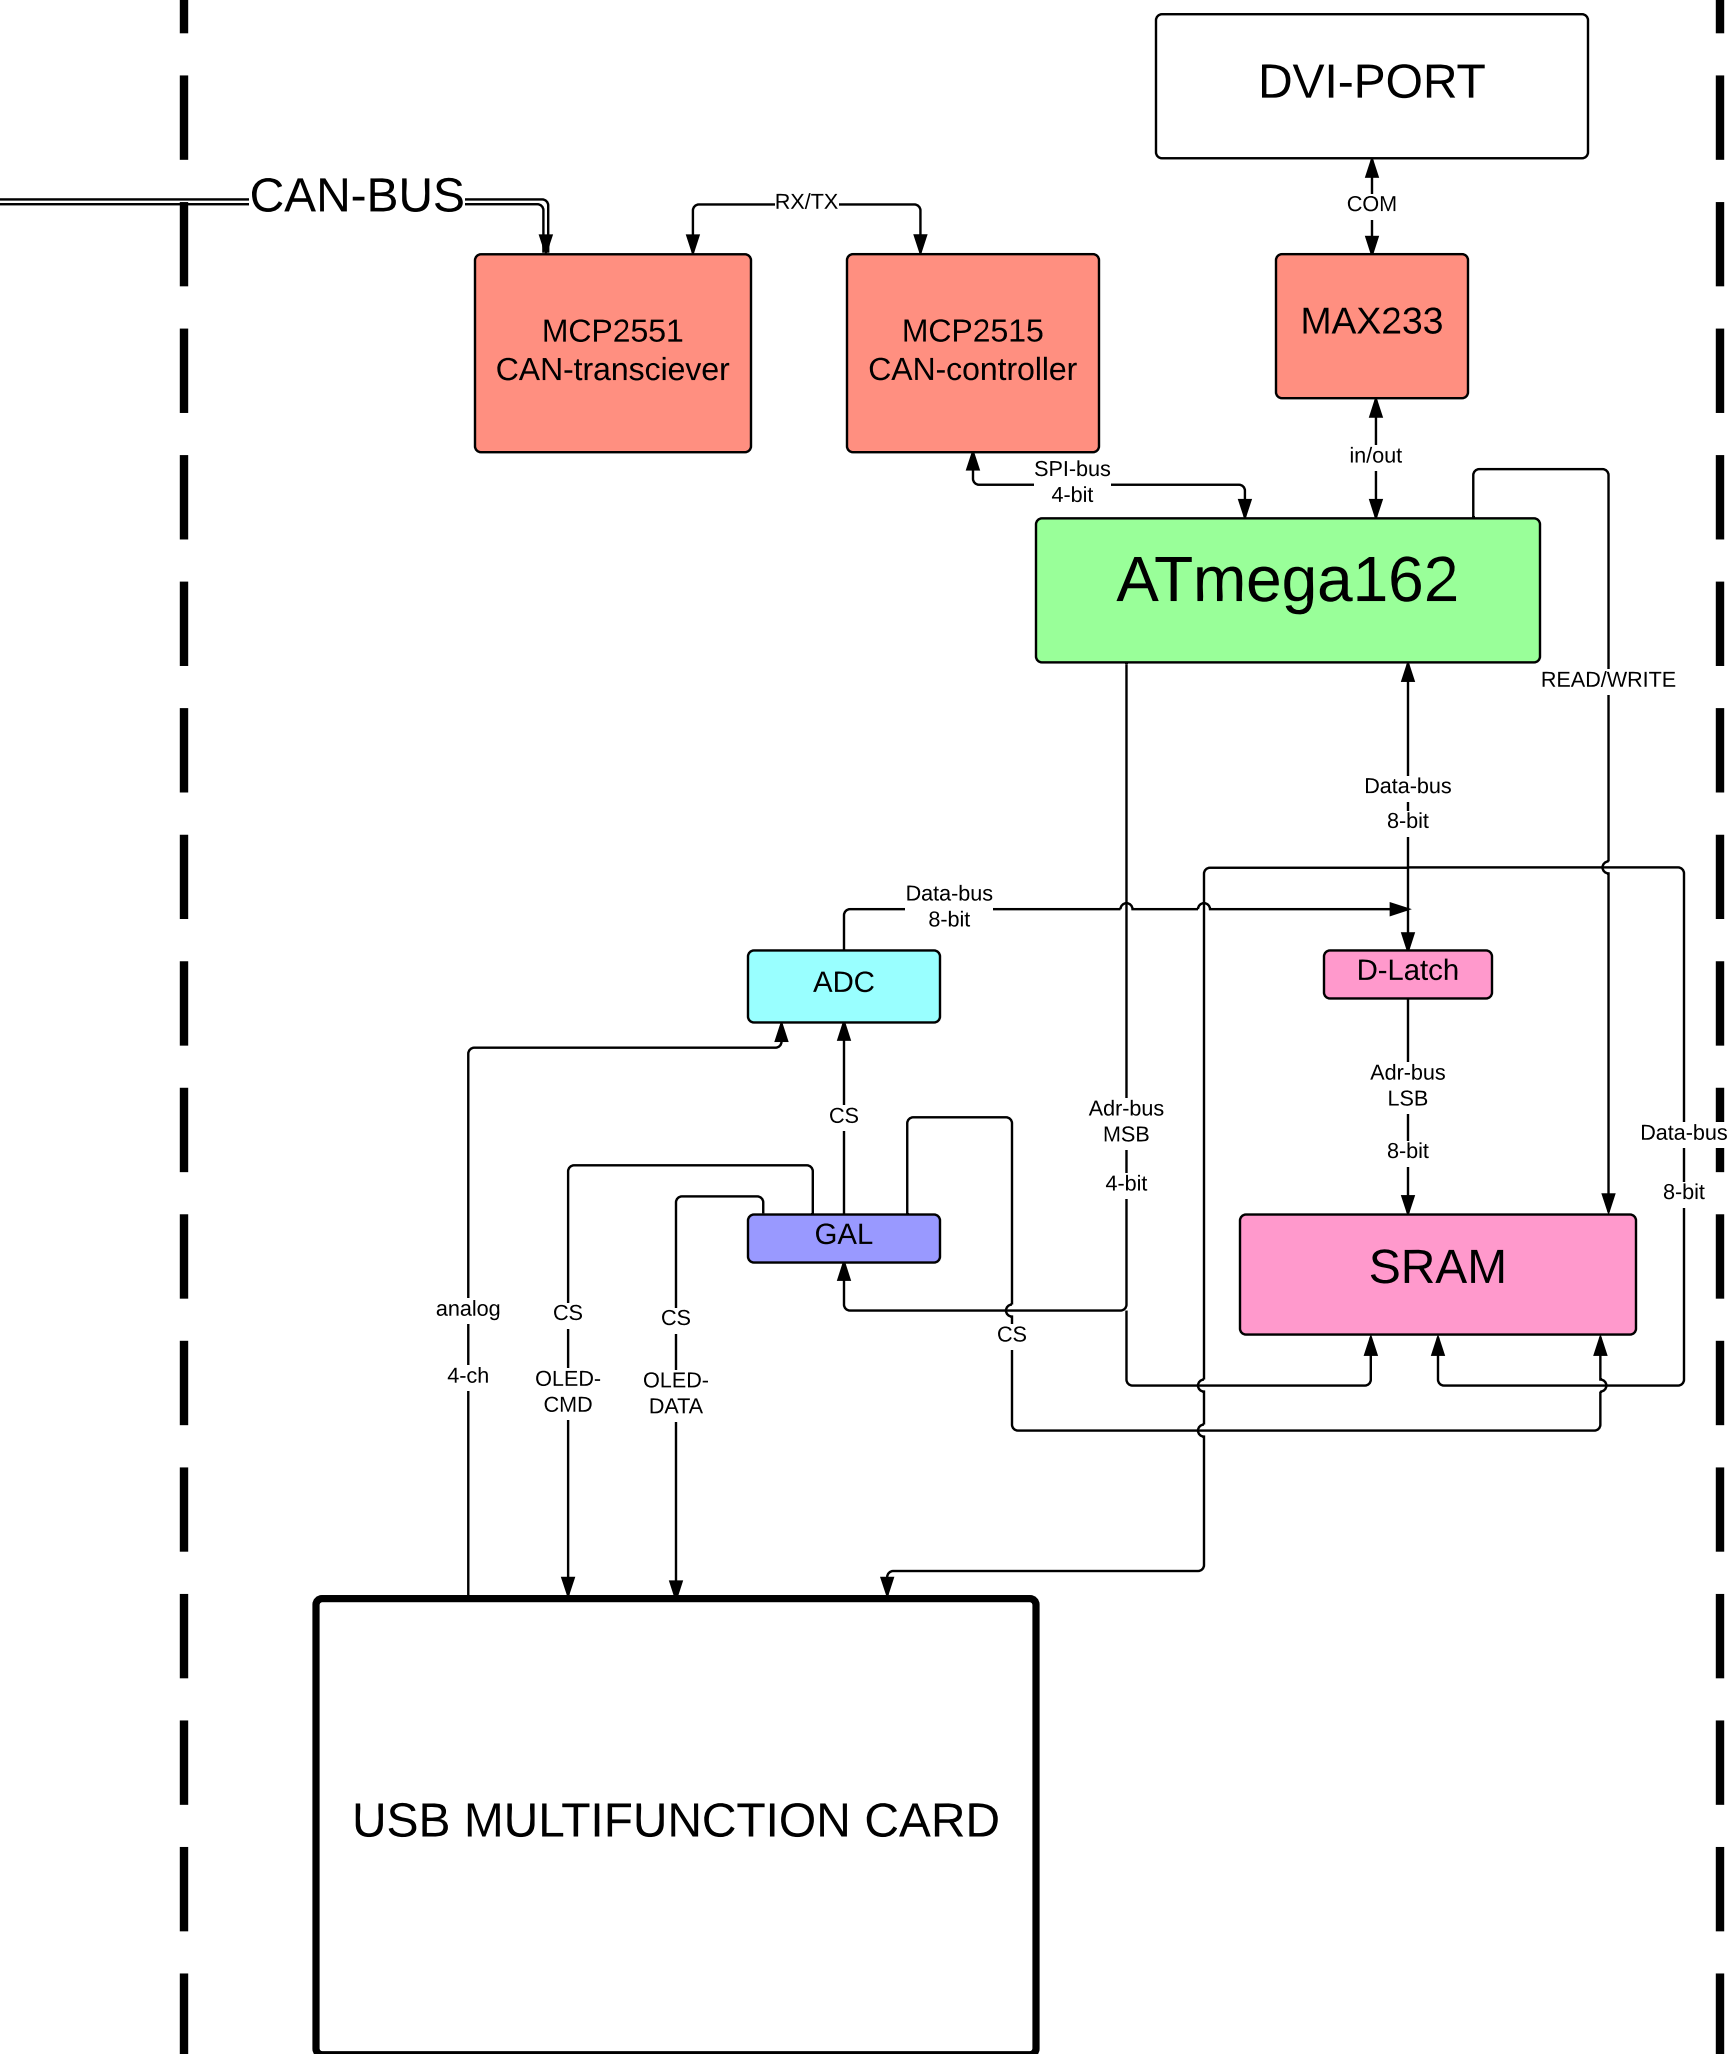 DVI-PORT
CAN-BUS
RX/TX
COM
MCP2551
CAN-transciever
MCP2515
CAN-controller
MAX233
SPI-bus
4-bit
in/out
ATmega162
READ/WRITE
Data-bus
8-bit
Data-bus
8-bit
ADC
D-Latch
Adr-bus
LSB
8-bit
CS
Adr-bus
MSB
4-bit
Data-bus
8-bit
GAL
SRAM
analog
4-ch
CS
OLED-
CMD
CS
OLED-
DATA
CS
USB MULTIFUNCTION CARD